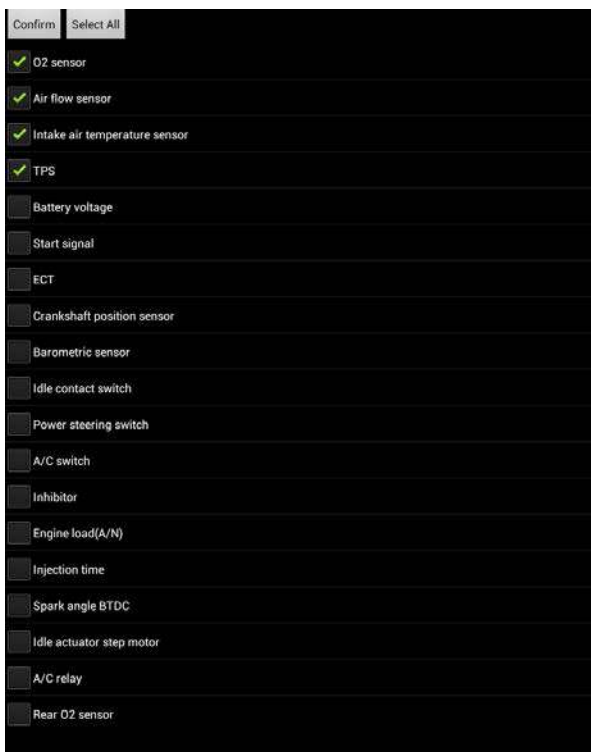 Confirm Select All
O2 sensor
Air flow sensor
Intake air temperature sensor
TPS
Battery voltage
Start signal
ECT
Crankshaft position sensor
Barometric sensor
Idle contact switch
Power steering switch
A/C switch
Inhibitor
Engine load(A/N)
Injection time
Spark angle BTDC
Idle actuator step motor
A/C relay
Rear O2 sensor